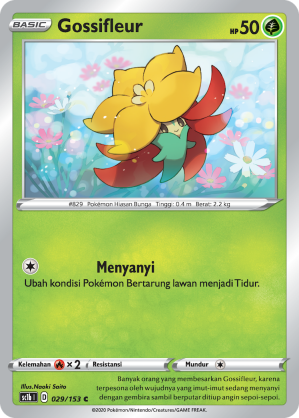 BASIC Gossifleur HP 50
#829 Pokémon Hiasan Bunga Tinggi: 0.4 m Berat: 2.2 kg
Menyanyi
Ubah kondisi Pokémon Bertarung lawan menjadi Tidur.
Kelemahan × 2 Resistansi Mundur
Illus. Naoki Saito
sc1b I D 029/153 C
Banyak orang yang membesarkan Gossifleur, karena
terpesona oleh wujudnya yang imut-imut sedang menyanyi
dengan gembira sambil berputar ditiup angin sepoi-sepoi.
©2020 Pokémon/Nintendo/Creatures/GAME FREAK.